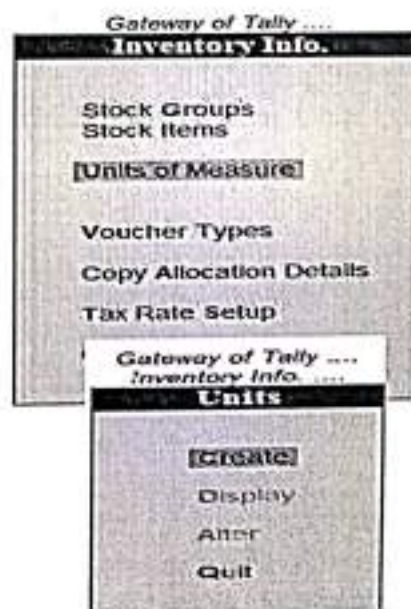 Gateway of Tally ....
Inventory Info.
Stock Groups
Stock Items
Units of Measure
Voucher Types
Copy Allocation Details
Tax Rate Setup
Gateway of Tally ....
Inventory Info. ....
Units
Create
Display
Alter
Quit